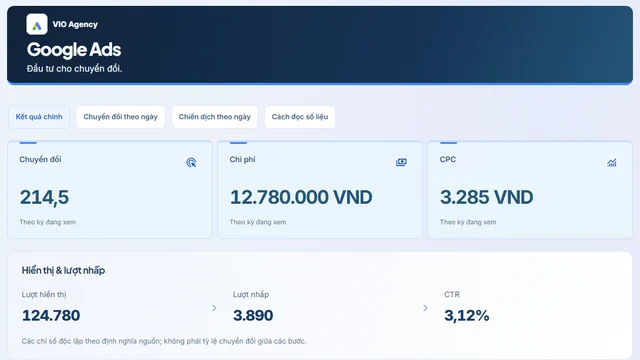 VIO Agency
Google Ads
Đầu tư cho chuyển đổi.
Kết quả chính
Chuyển đổi theo ngày
Chiến dịch theo ngày
Cách đọc số liệu
Chuyển đổi
214,5
Theo kỳ đang xem
Chi phí
12.780.000 VND
Theo kỳ đang xem
CPC
3.285 VND
Theo kỳ đang xem
Hiển thị & lượt nhấp
Lượt hiển thị
124.780
Lượt nhấp
3.890
CTR
3,12%
Các chỉ số độc lập theo định nghĩa nguồn; không phải tỷ lệ chuyển đổi giữa các bước.